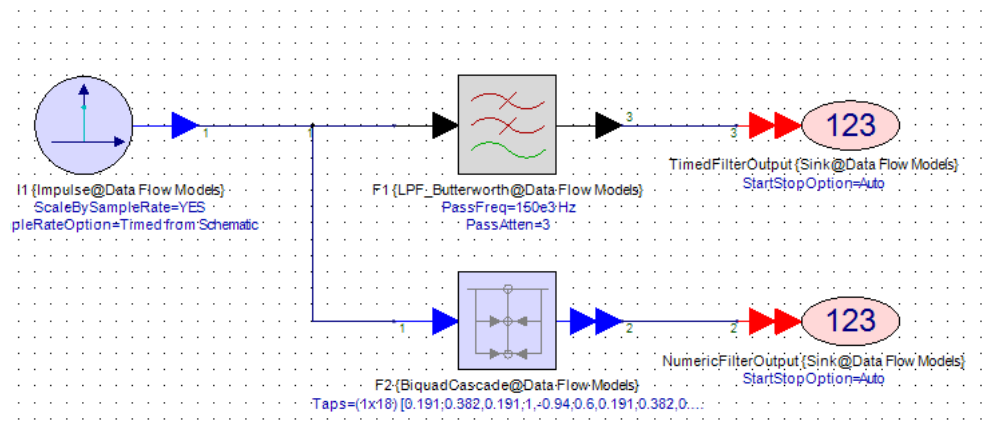 1
1
3
3
123
I1 {Impulse@Data Flow Models}
ScaleBySampleRate=YES
pleRateOption=Timed from Schematic
F1 {LPF_Butterworth@Data Flow Models}
PassFreq=150e3 Hz
PassAtten=3
TimedFilterOutput {Sink@Data Flow Models}
StartStopOption=Auto
1
2
2
123
F2 {BiquadCascade@Data Flow Models}
Taps=(1x18) [0.191;0.382,0.191;1,-0.94,0.6,0.191;0.382,0:...
NumericFilterOutput {Sink@Data Flow Models}
StartStopOption=Auto